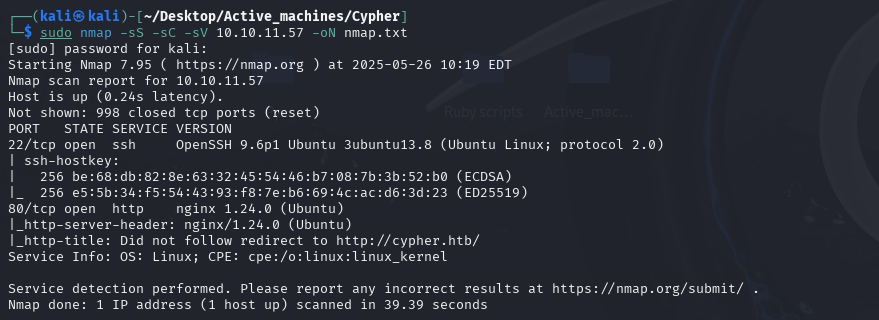 ┌──(kali㉿kali)-[~/Desktop/Active_machines/Cypher]
└─$ sudo nmap -sS -sC -sV 10.10.11.57 -oN nmap.txt
[sudo] password for kali:
Starting Nmap 7.95 ( https://nmap.org ) at 2025-05-26 10:19 EDT
Nmap scan report for 10.10.11.57
Host is up (0.24s latency).
Ruby scripts Active_mac...
Not shown: 998 closed tcp ports (reset)
PORT   STATE SERVICE VERSION
22/tcp open  ssh     OpenSSH 9.6p1 Ubuntu 3ubuntu13.8 (Ubuntu Linux; protocol 2.0)
| ssh-hostkey:
|   256 be:68:db:82:8e:63:32:45:54:46:b7:08:7b:3b:52:b0 (ECDSA)
|_  256 e5:5b:34:f5:54:43:93:f8:7e:b6:69:4c:ac:d6:3d:23 (ED25519)
80/tcp open  http    nginx 1.24.0 (Ubuntu)
|_http-server-header: nginx/1.24.0 (Ubuntu)
|_http-title: Did not follow redirect to http://cypher.htb/
Service Info: OS: Linux; CPE: cpe:/o:linux:linux_kernel
Service detection performed. Please report any incorrect results at https://nmap.org/submit/ .
Nmap done: 1 IP address (1 host up) scanned in 39.39 seconds